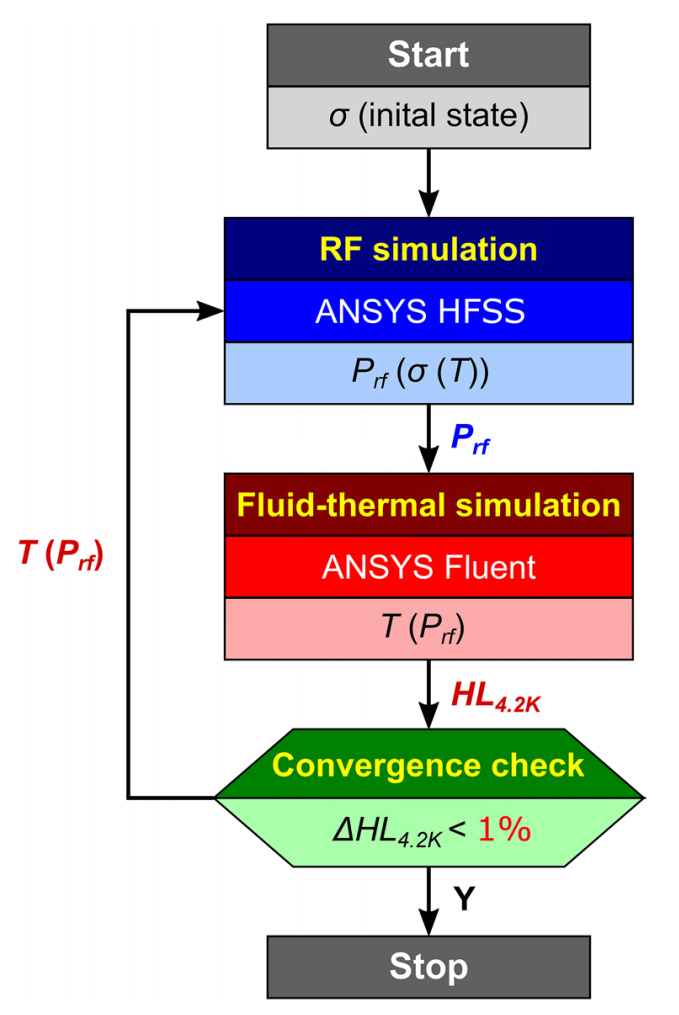 Start
σ (inital state)
RF simulation
ANSYS HFSS
Prf (σ (T))
Prf
Fluid-thermal simulation
T (Prf)
ANSYS Fluent
T (Prf)
HL4.2K
Convergence check
ΔHL4.2K < 1%
Y
Stop